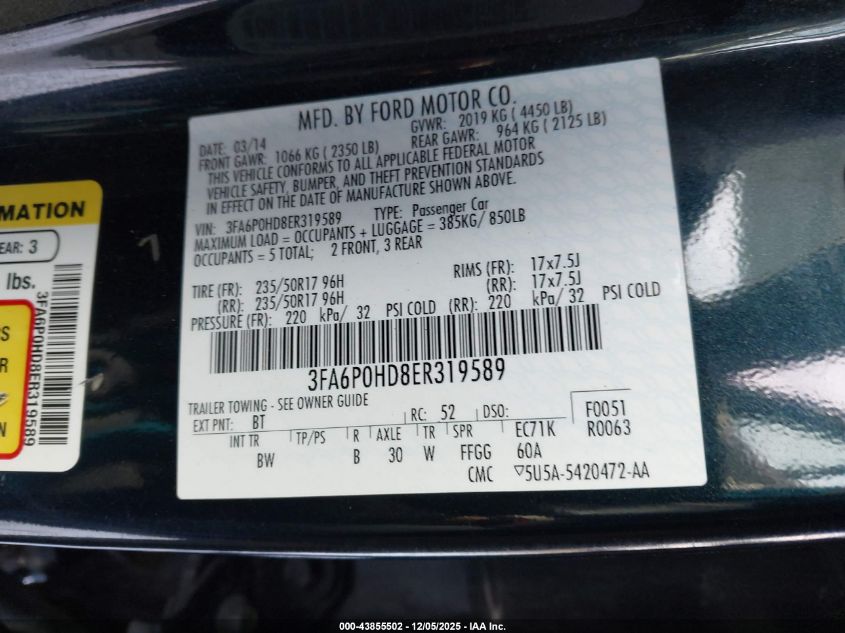 MFD. BY FORD MOTOR CO.
DATE: 03/14 GVWR: 2019 KG ( 4450 LB)
FRONT GAWR: 1066 KG ( 2350 LB) REAR GAWR: 964 KG ( 2125 LB)
THIS VEHICLE CONFORMS TO ALL APPLICABLE FEDERAL MOTOR
VEHICLE SAFETY, BUMPER, AND THEFT PREVENTION STANDARDS
IN EFFECT ON THE DATE OF MANUFACTURE SHOWN ABOVE.
VIN: 3FA6P0HD8ER319589 TYPE: Passenger Car
MAXIMUM LOAD = OCCUPANTS + LUGGAGE = 385KG/ 850LB
OCCUPANTS = 5 TOTAL; 2 FRONT, 3 REAR
TIRE (FR): 235/50R17 96H RIMS (FR): 17x7.5J
(RR): 235/50R17 96H (RR): 17x7.5J
PRESSURE (FR): 220 kPa/ 32 PSI COLD (RR): 220 kPa/ 32 PSI COLD
3FA6P0HD8ER319589
TRAILER TOWING - SEE OWNER GUIDE
EXT PNT: BT RC: 52 DSO: F0051
INT TR TP/PS R AXLE TR SPR EC71K R0063
BW B 30 W FFGG 60A
CMC ▽5U5A-5420472-AA
MATION
EAR: 3
lbs.
3FA6P0HD8ER319589
PS
R
N
000-43855502 - 12/05/2025 - IAA Inc.